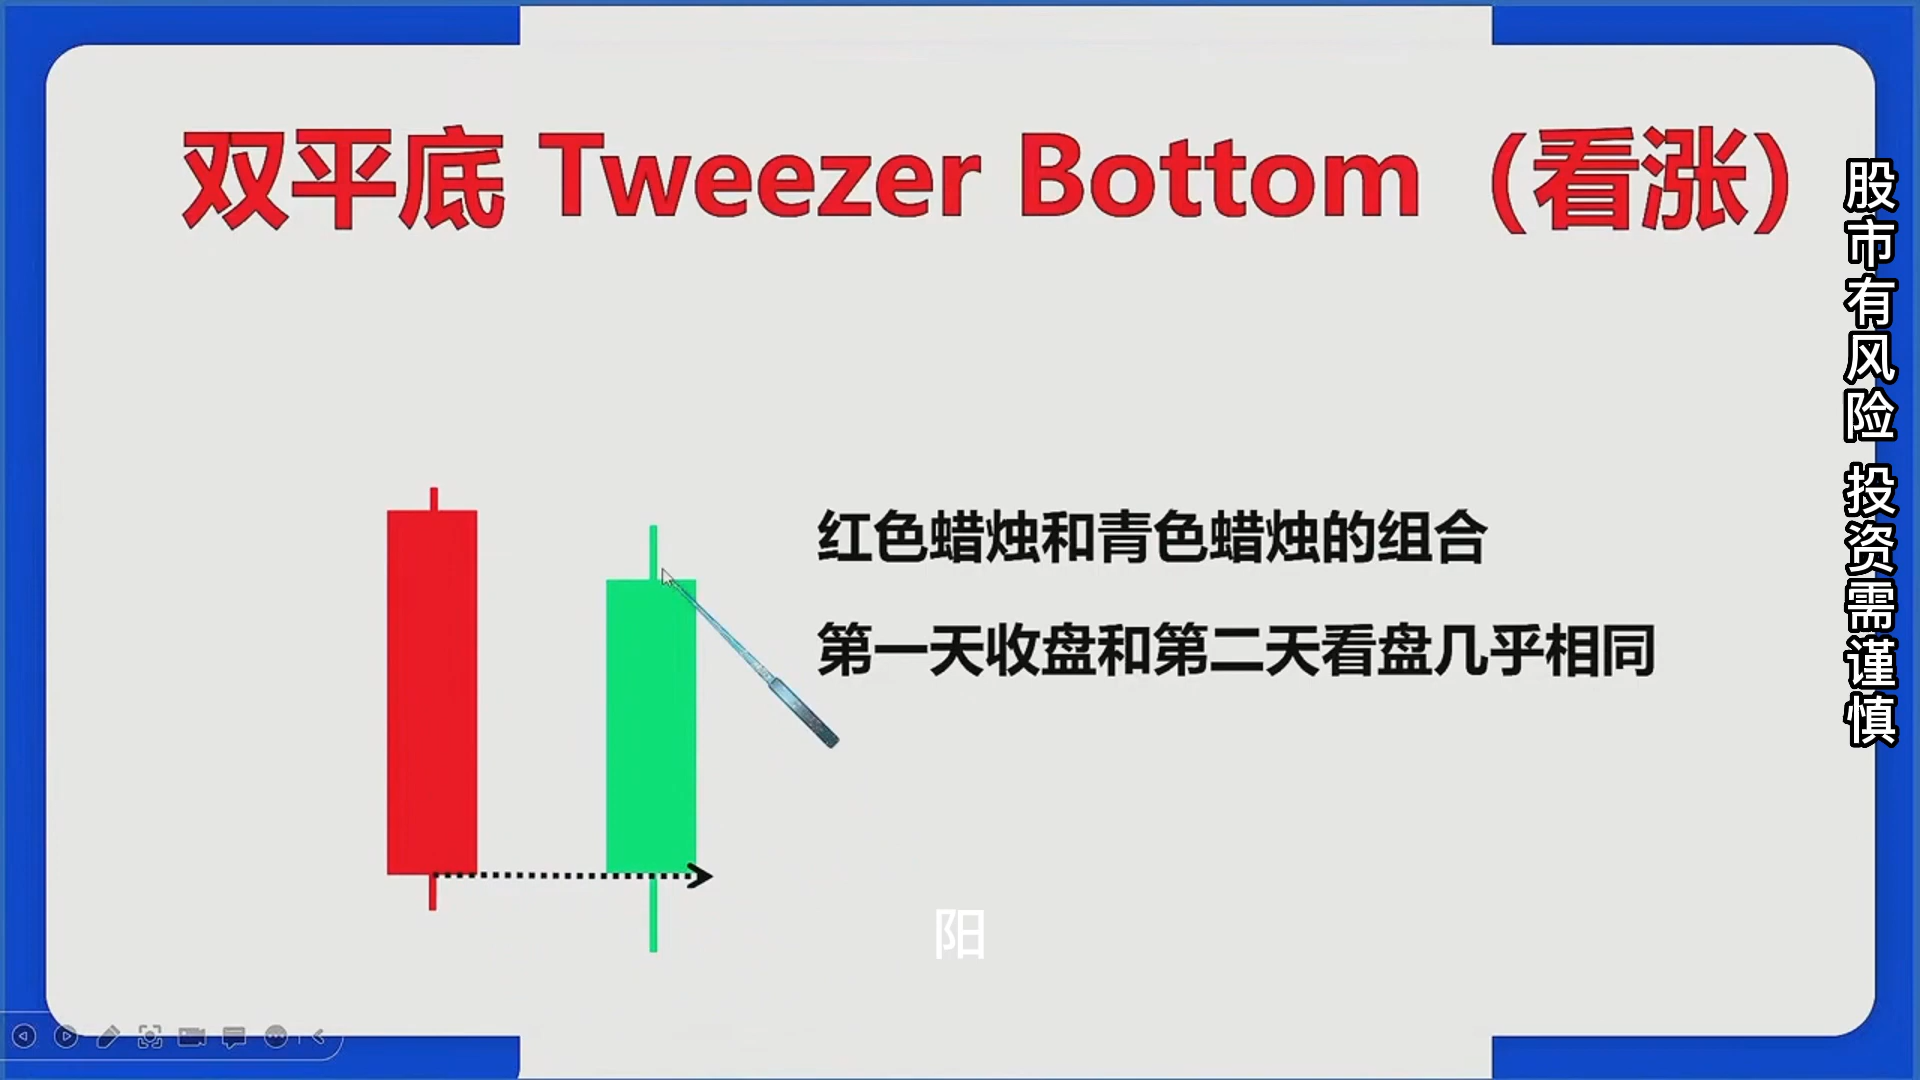 双平底 Tweezer Bottom（看涨）
红色蜡烛和青色蜡烛的组合
第一天收盘和第二天看盘几乎相同
阳
股市有风险 投资需谨慎